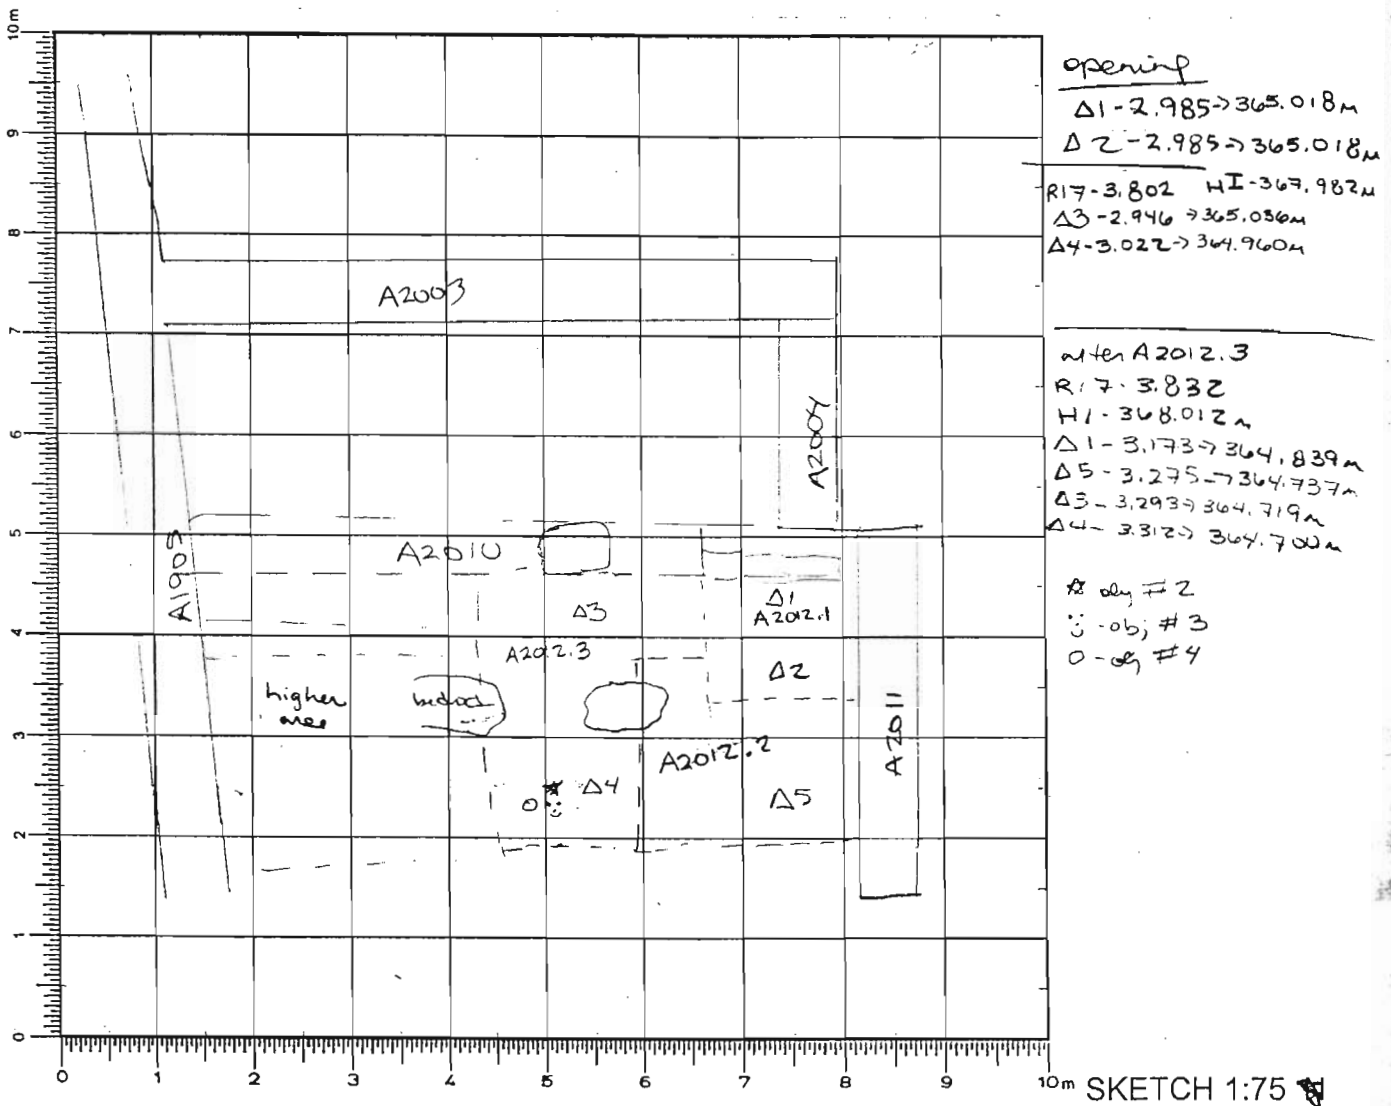 10m
9
8
7
6
5
4
3
2
1
0
0 1 2 3 4 5 6 7 8 9 10m
SKETCH 1:75
A2003
A2004
A1905
A2010
Δ3
Δ1
A2012.1
A2012.3
Δ2
higher
area
bedrock
A2011
A2012.2
Δ4
Δ5
opening
Δ1-2.985→365.018m
Δ2-2.985→365.018m
R17-3.802 HI-367.982m
Δ3-2.946→365.036m
Δ4-3.022→364.960m
after A2012.3
R17-3.832
HI-368.012m
Δ1-3.173→364.839m
Δ5-3.275→364.737m
Δ3-3.293→364.719m
Δ4-3.312→364.700m
obj #2
-obj #3
O-obj #4